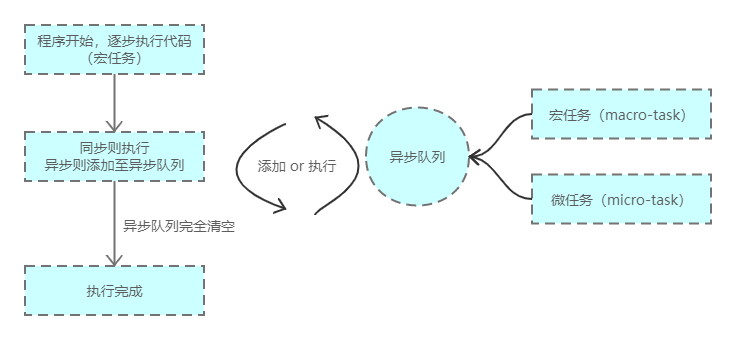 程序开始，逐步执行代码
（宏任务）
同步则执行
异步则添加至异步队列
异步队列完全清空
执行完成
添加 or 执行
异步队列
宏任务（macro-task）
微任务（micro-task）